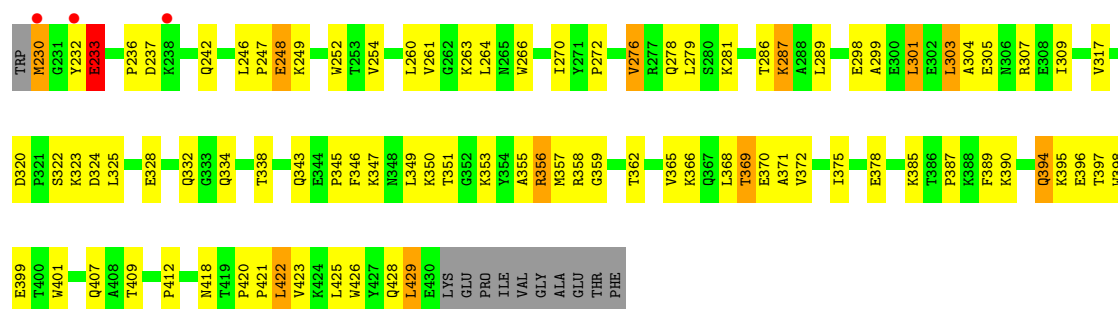 TRP M230 G231 Y232 E233 P236 D237 K238 Q242 L246 P247 E248 K249 W252 T253 V254 L260 V261 G262 K263 L264 N265 W266 I270 Y271 P272 V276 R277 Q278 L279 S280 K281 T286 K287 A288 L289 E298 A299 E300 L301 E302 L303 A304 E305 N306 R307 E308 I309 V317
D320 P321 S322 K323 D324 L325 E328 Q332 G333 Q334 T338 Q343 E344 P345 F346 K347 N348 L349 K350 T351 G352 K353 Y354 A355 R356 M357 R358 G359 T362 V365 K366 Q367 L368 T369 E370 A371 V372 I375 E378 K385 T386 P387 K388 F389 K390 Q394 K395 E396 T397 W398
E399 T400 W401 Q407 A408 T409 P412 N418 T419 P420 P421 L422 V423 K424 L425 W426 Y427 Q428 L429 E430 LYS GLU PRO ILE VAL GLY ALA GLU THR PHE